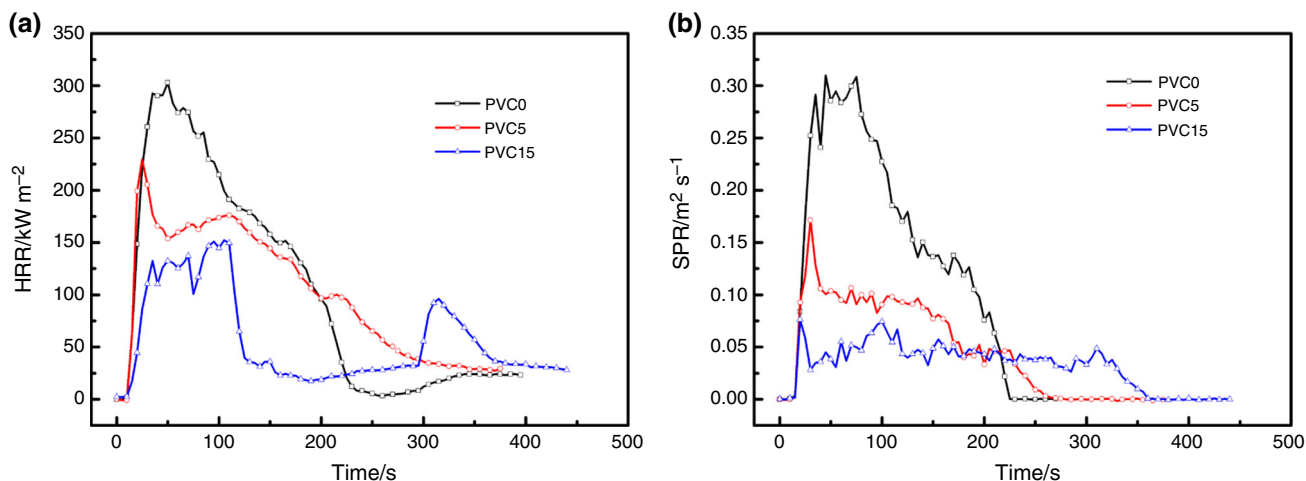 (a)
350
300
250
200
150
100
50
0
HRR/kW m⁻²
PVC0
PVC5
PVC15
0 100 200 300 400 500
Time/s
(b)
0.35
0.30
0.25
0.20
0.15
0.10
0.05
0.00
SPR/m² s⁻¹
PVC0
PVC5
PVC15
0 100 200 300 400 500
Time/s